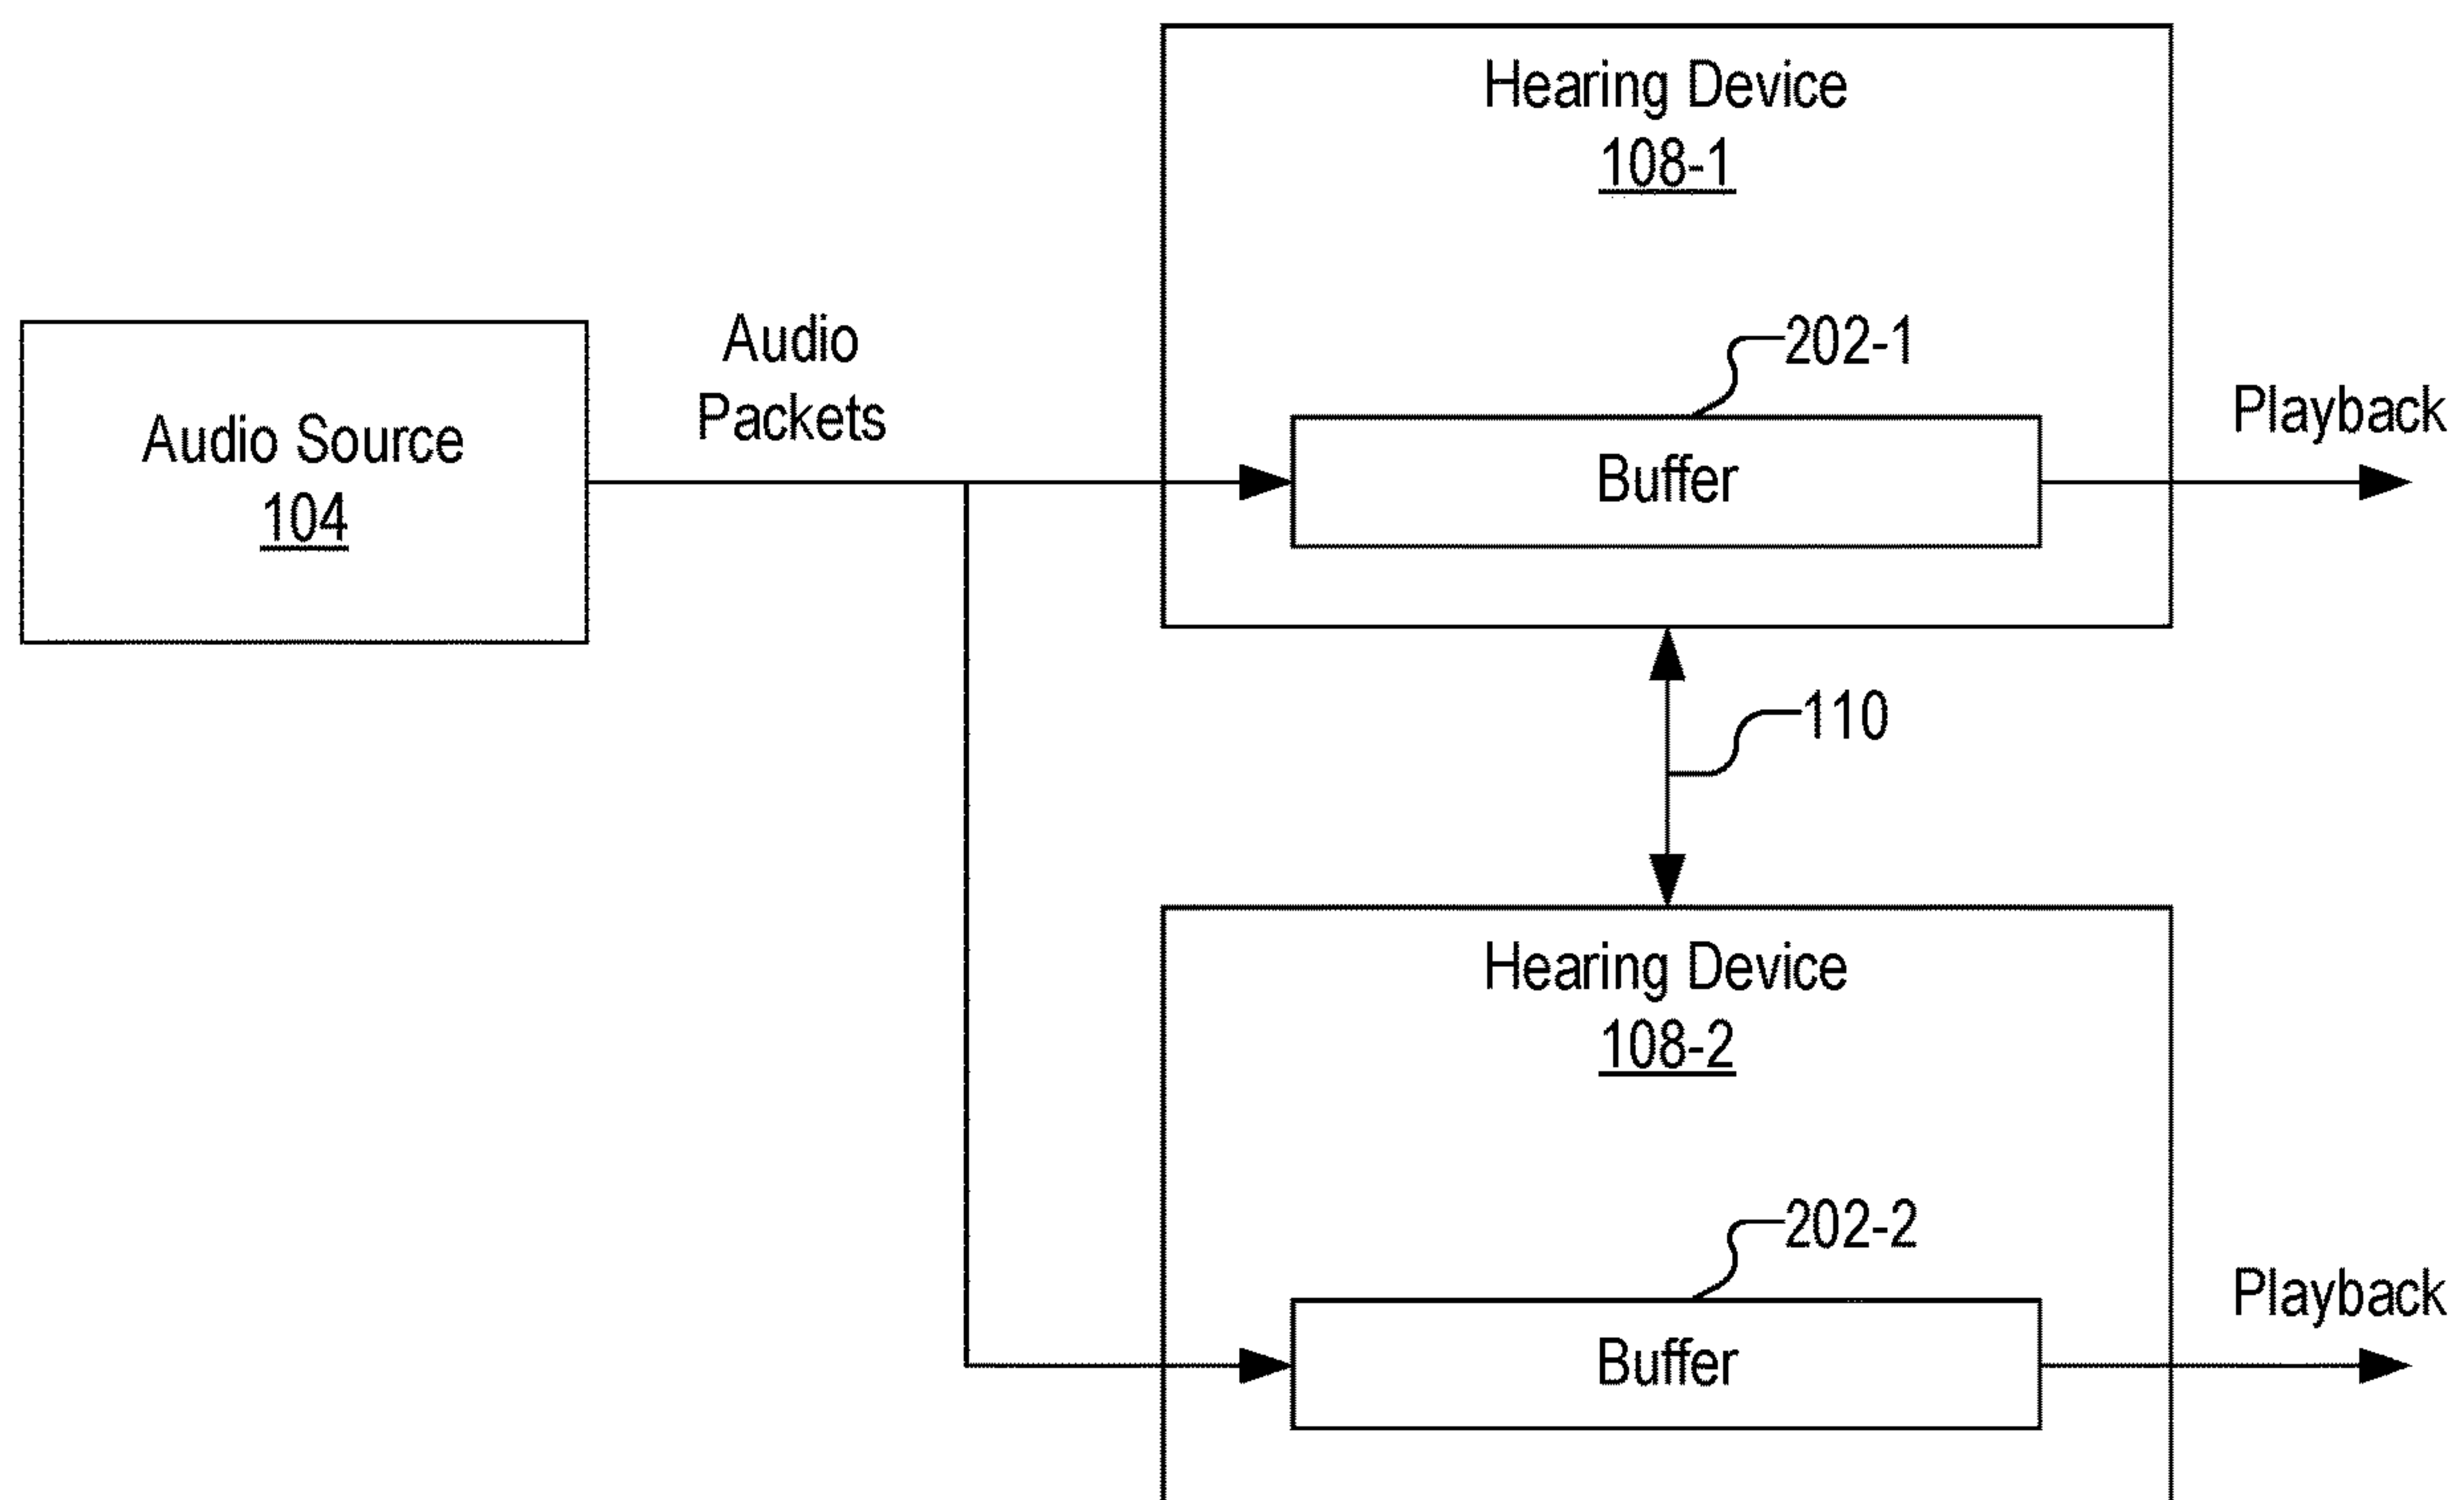 Hearing Device
108-1
Audio Source
104
Audio
Packets
202-1
Buffer
Playback
110
Hearing Device
108-2
202-2
Buffer
Playback